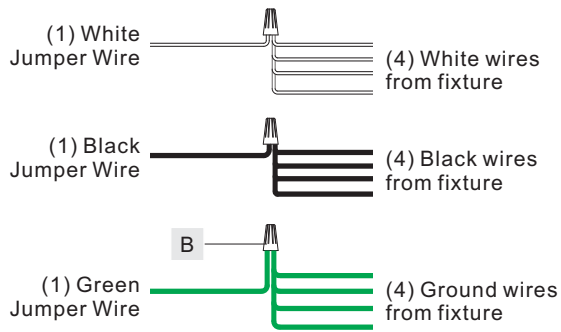 (1) White
Jumper Wire
(4) White wires
from fixture
(1) Black
Jumper Wire
(4) Black wires
from fixture
B
(1) Green
Jumper Wire
(4) Ground wires
from fixture